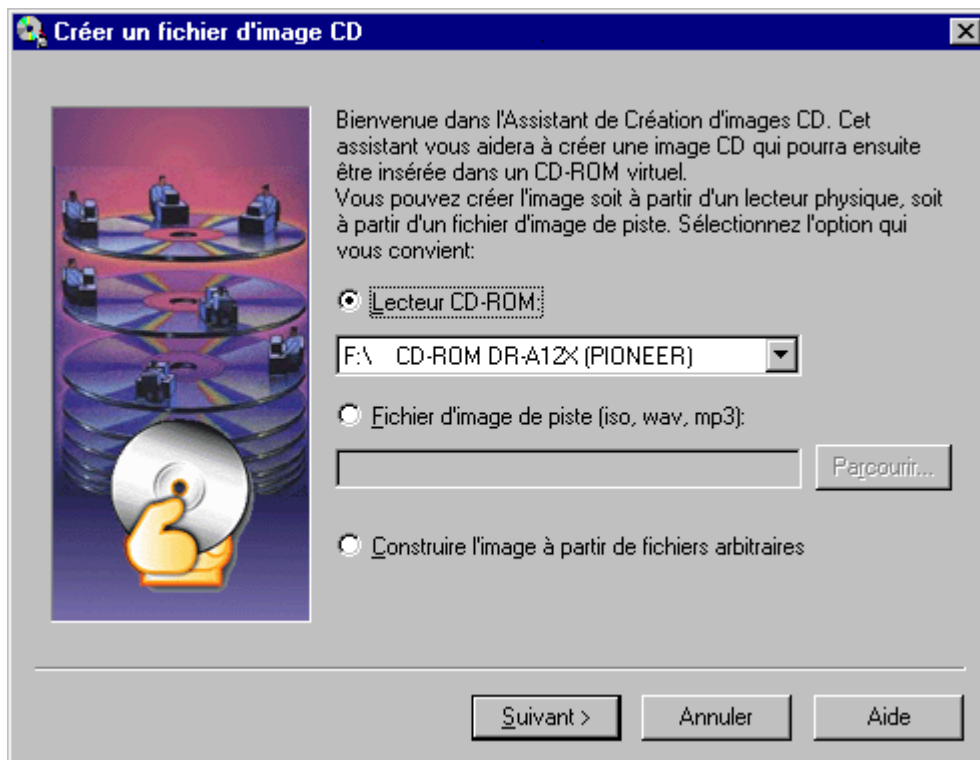 Créer un fichier d'image CD
Bienvenue dans l'Assistant de Création d'images CD. Cet
assistant vous aidera à créer une image CD qui pourra ensuite
être insérée dans un CD-ROM virtuel.
Vous pouvez créer l'image soit à partir d'un lecteur physique, soit
à partir d'un fichier d'image de piste. Sélectionnez l'option qui
vous convient:
Lecteur CD-ROM:
F:\ CD-ROM DR-A12X (PIONEER)
Fichier d'image de piste (iso, wav, mp3):
Parcourir...
Construire l'image à partir de fichiers arbitraires
Suivant > Annuler Aide